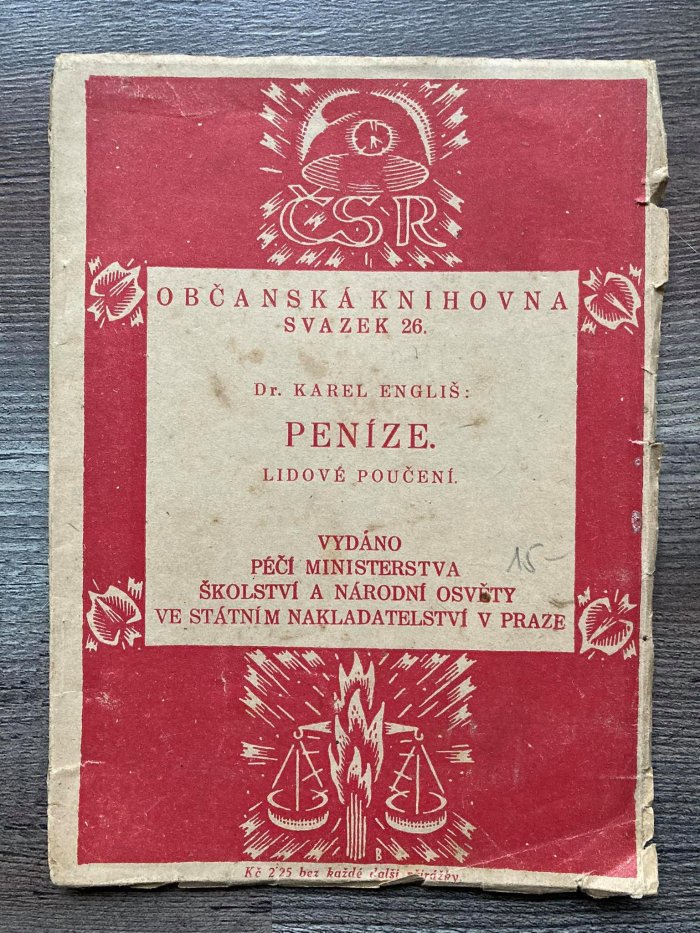 ČSR
OBČANSKÁ KNIHOVNA
SVAZEK 26.
Dr. KAREL ENGLIŠ:
PENÍZE.
LIDOVÉ POUČENÍ.
VYDÁNO
PÉČÍ MINISTERSTVA
ŠKOLSTVÍ A NÁRODNÍ OSVĚTY
VE STÁTNÍM NAKLADATELSTVÍ V PRAZE
15-
B
Kč 2'25 bez každé další přirážky.